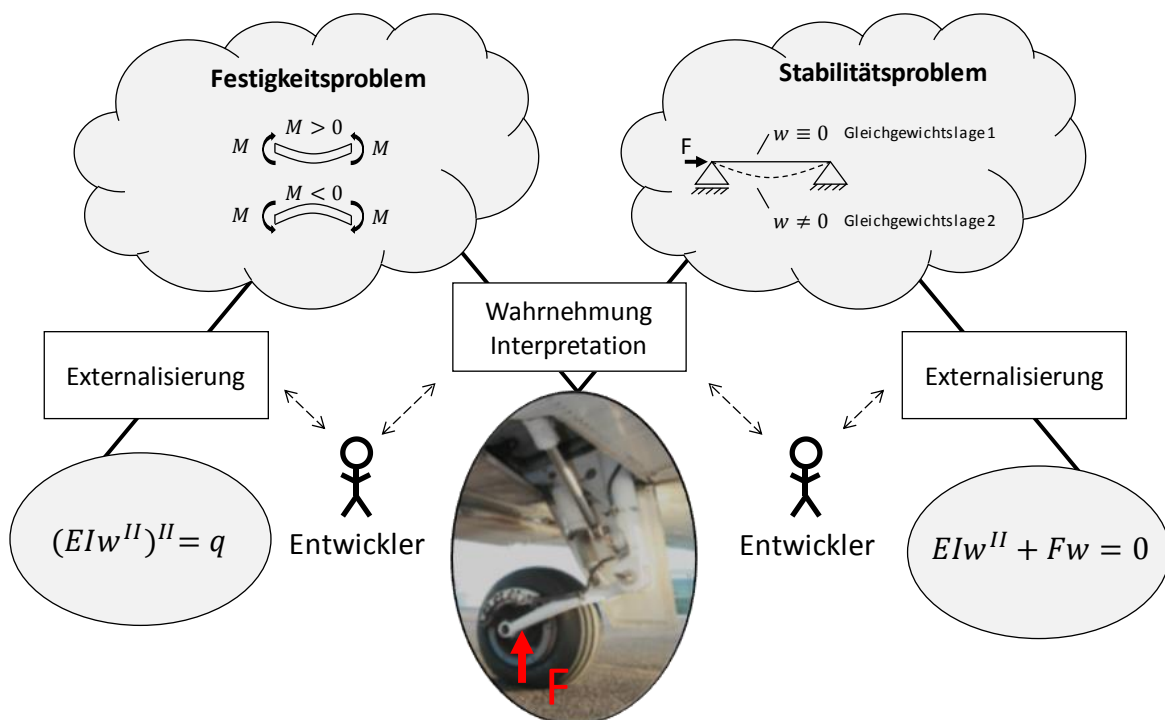 Festigkeitsproblem
M > 0
M M
M < 0
M M
Stabilitätsproblem
w ≡ 0 Gleichgewichtslage 1
F
w ≠ 0 Gleichgewichtslage 2
Wahrnehmung
Interpretation
Externalisierung
Externalisierung
(EIw^{II})^{II} = q
Entwickler
Entwickler
EIw^{II} + Fw = 0
F